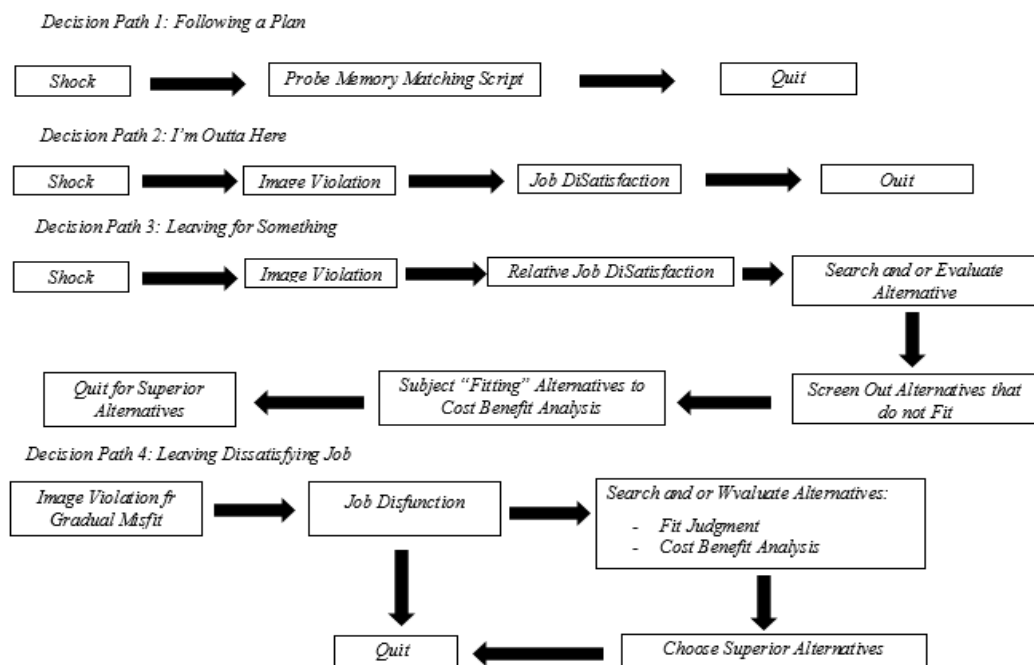 Decision Path 1: Following a Plan
Shock
Probe Memory Matching Script
Quit
Decision Path 2: I'm Outta Here
Shock
Image Violation
Job DiSatisfaction
Ouit
Decision Path 3: Leaving for Something
Shock
Image Violation
Relative Job DiSatisfaction
Search and or Evaluate
Alternative
Screen Out Alternatives that
do not Fit
Subject “Fitting” Alternatives to
Cost Benefit Analysis
Quit for Superior
Alternatives
Decision Path 4: Leaving Dissatisfying Job
Image Violation fr
Gradual Misfit
Job Disfunction
Search and or Wvaluate Alternatives:
- Fit Judgment
- Cost Benefit Analysis
Choose Superior Alternatives
Quit